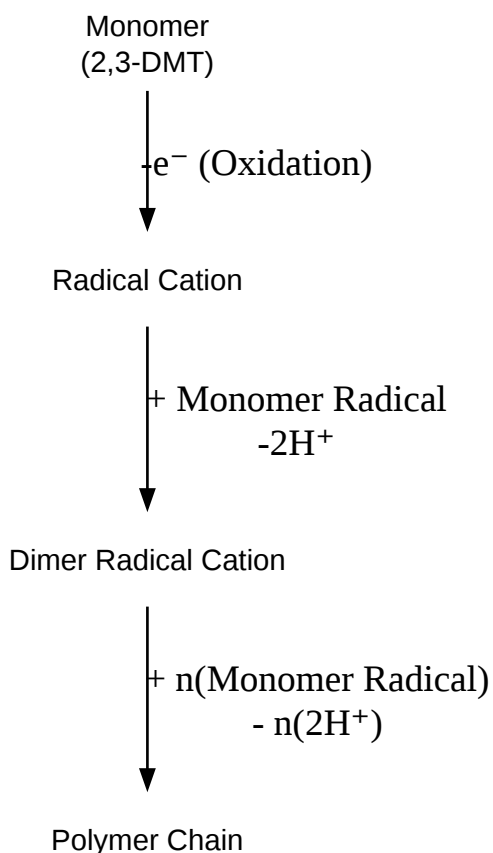 Monomer
(2,3-DMT)
-e⁻ (Oxidation)
Radical Cation
+ Monomer Radical
-2H⁺
Dimer Radical Cation
+ n(Monomer Radical)
- n(2H⁺)
Polymer Chain